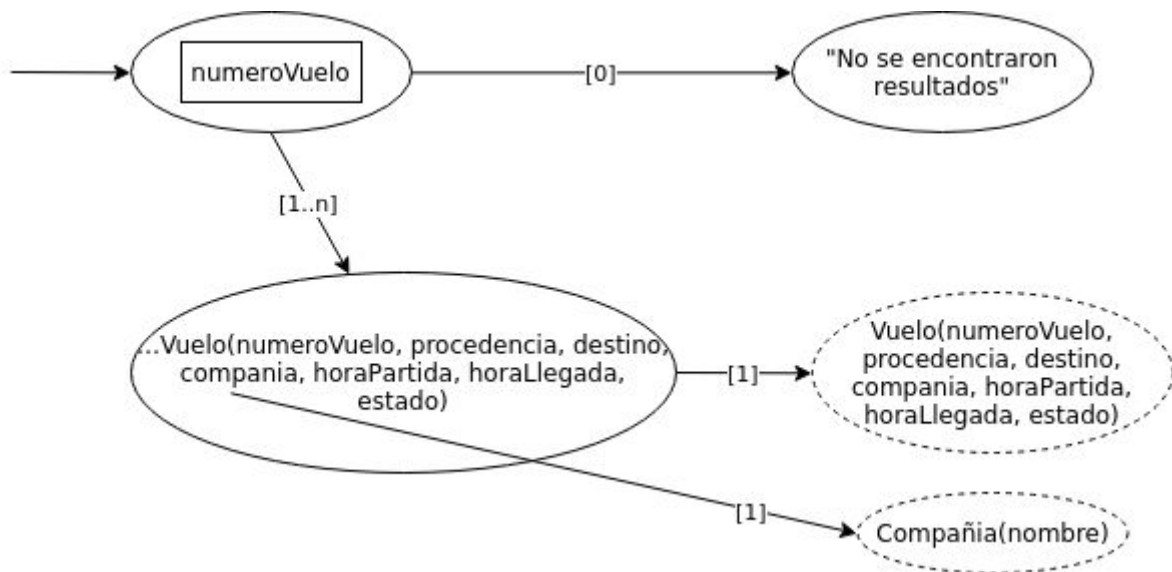 numeroVuelo
[0]
"No se encontraron
resultados"
[1..n]
...Vuelo(numeroVuelo, procedencia, destino,
compania, horaPartida, horaLlegada,
estado)
[1]
Vuelo(numeroVuelo,
procedencia, destino,
compania, horaPartida,
horaLlegada, estado)
[1]
Compañia(nombre)